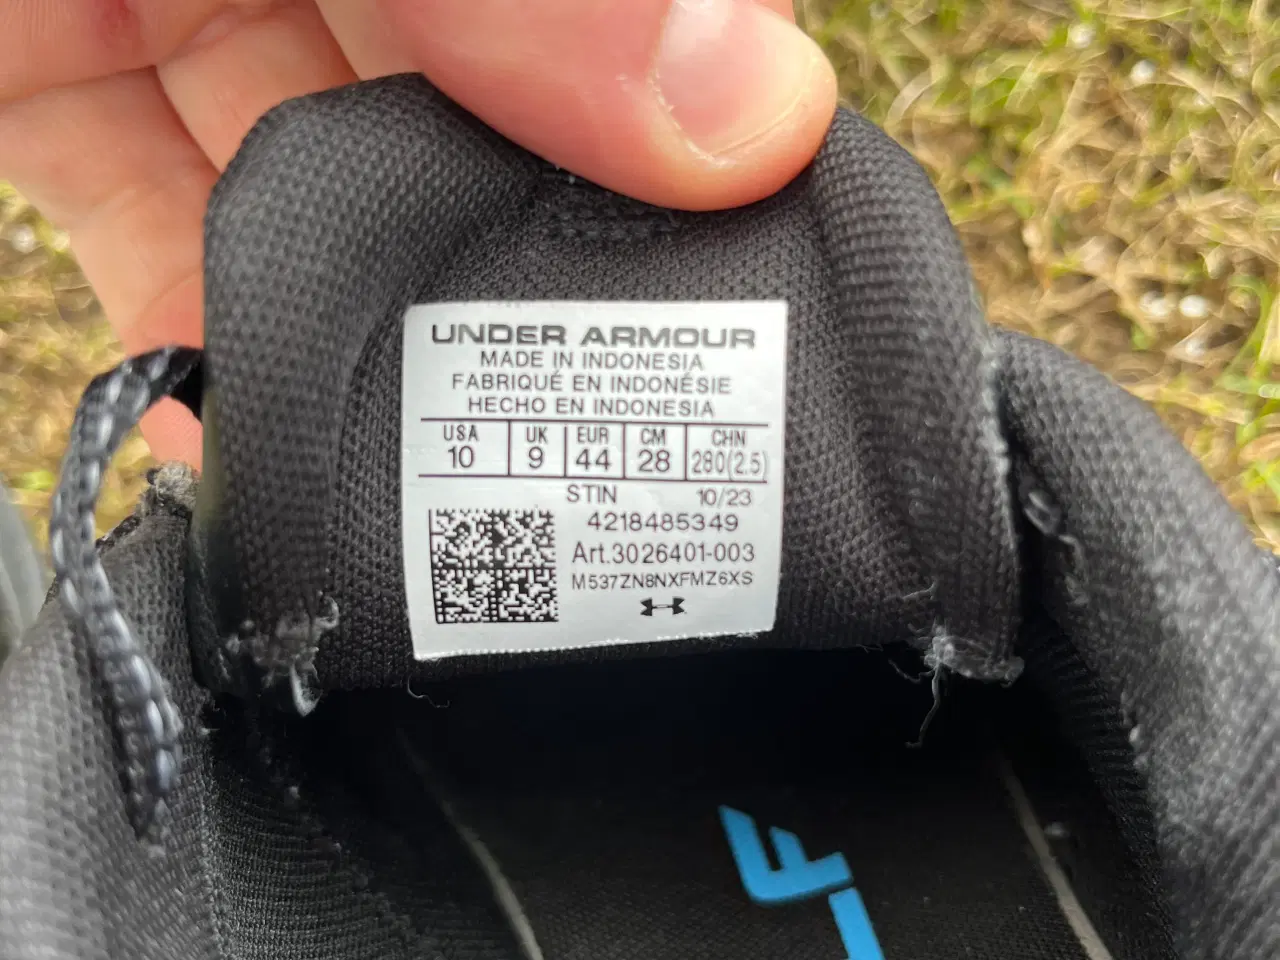 UNDER ARMOUR
MADE IN INDONESIA
FABRIQUÉ EN INDONÉSIE
HECHO EN INDONESIA
USA UK EUR CM CHN
10 9 44 28 280(2.5)
STIN 10/23
4218485349
Art.3026401-003
M537ZN8NXFMZ6XS